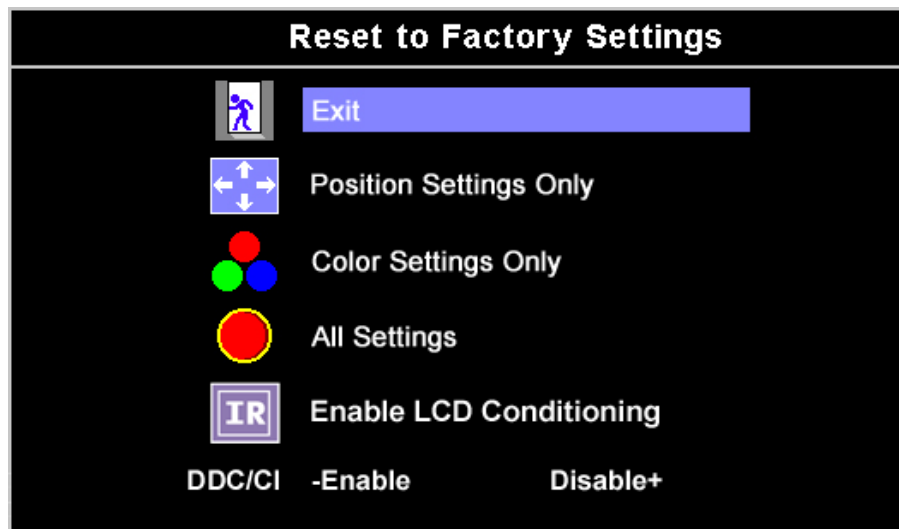 Reset to Factory Settings
Exit
Position Settings Only
Color Settings Only
All Settings
IR Enable LCD Conditioning
DDC/CI -Enable Disable+